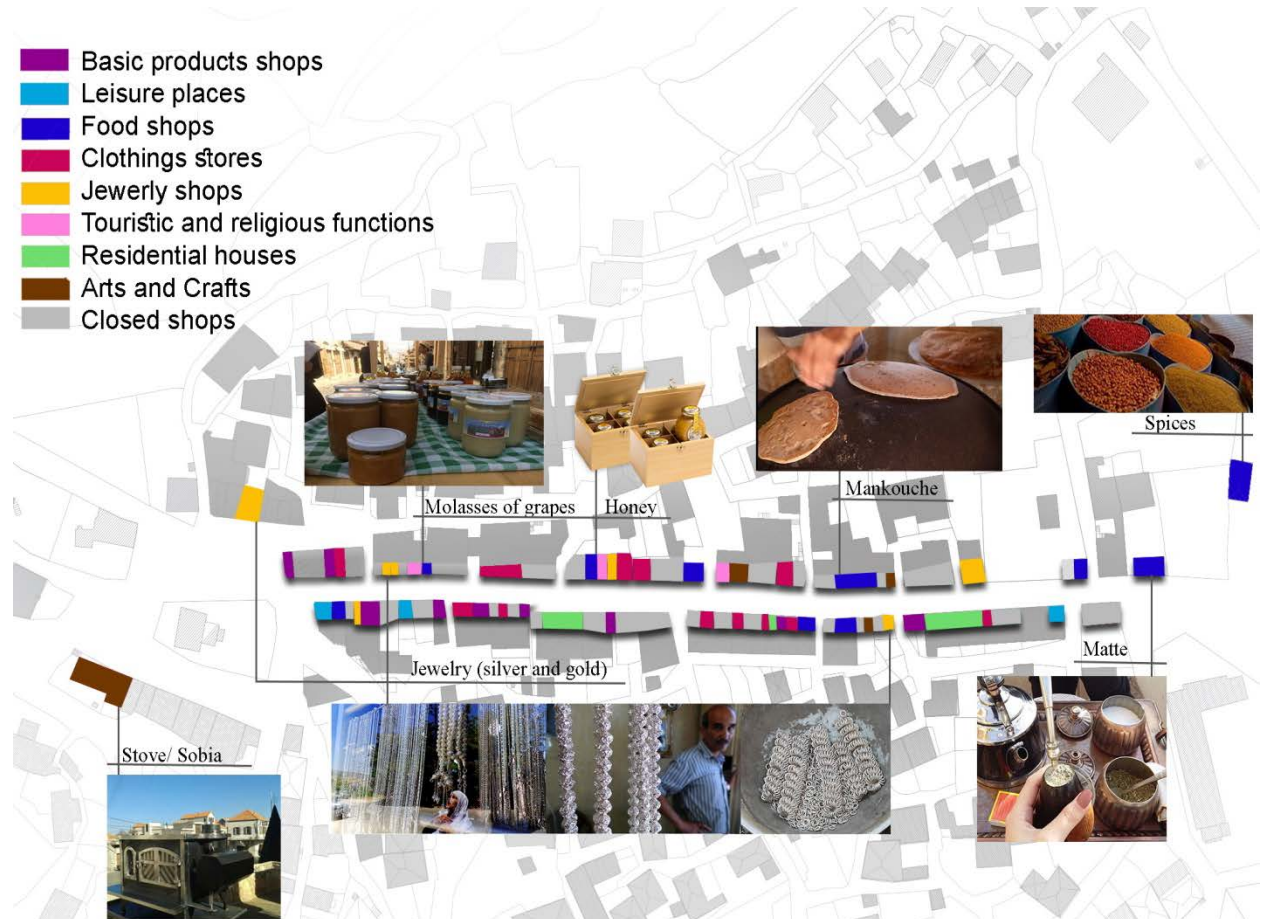 Basic products shops
Leisure places
Food shops
Clothings stores
Jewerly shops
Touristic and religious functions
Residential houses
Arts and Crafts
Closed shops
Spices
Mankouche
Molasses of grapes
Honey
Matte
Jewelry (silver and gold)
Stove/ Sobia